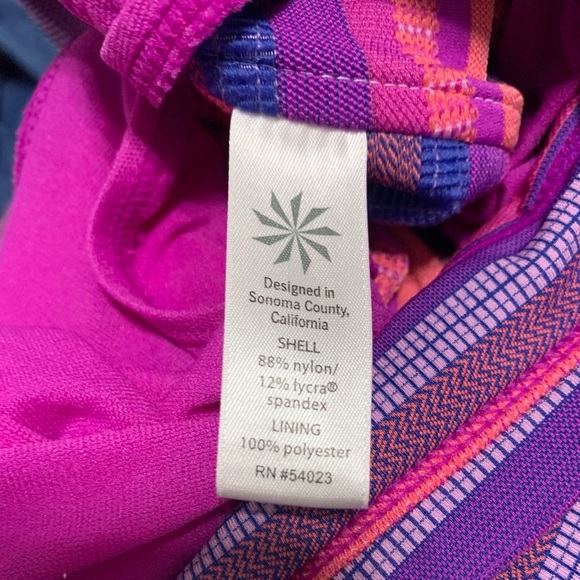 Designed in
Sonoma County,
California
SHELL
88% nylon/
12% lycra®
spandex
LINING
100% polyester
RN #54023